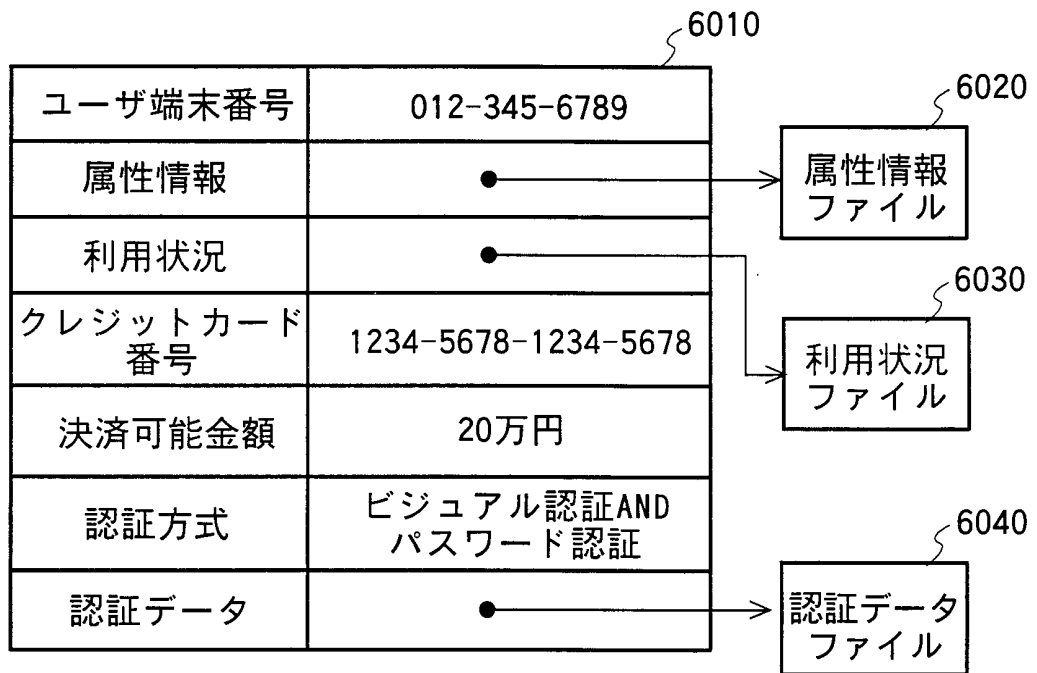 6010
ユーザ端末番号
012-345-6789
属性情報
利用状況
クレジットカード
番号
1234-5678-1234-5678
決済可能金額
20万円
認証方式
ビジュアル認証AND
パスワード認証
認証データ
6020
属性情報
ファイル
6030
利用状況
ファイル
6040
認証データ
ファイル